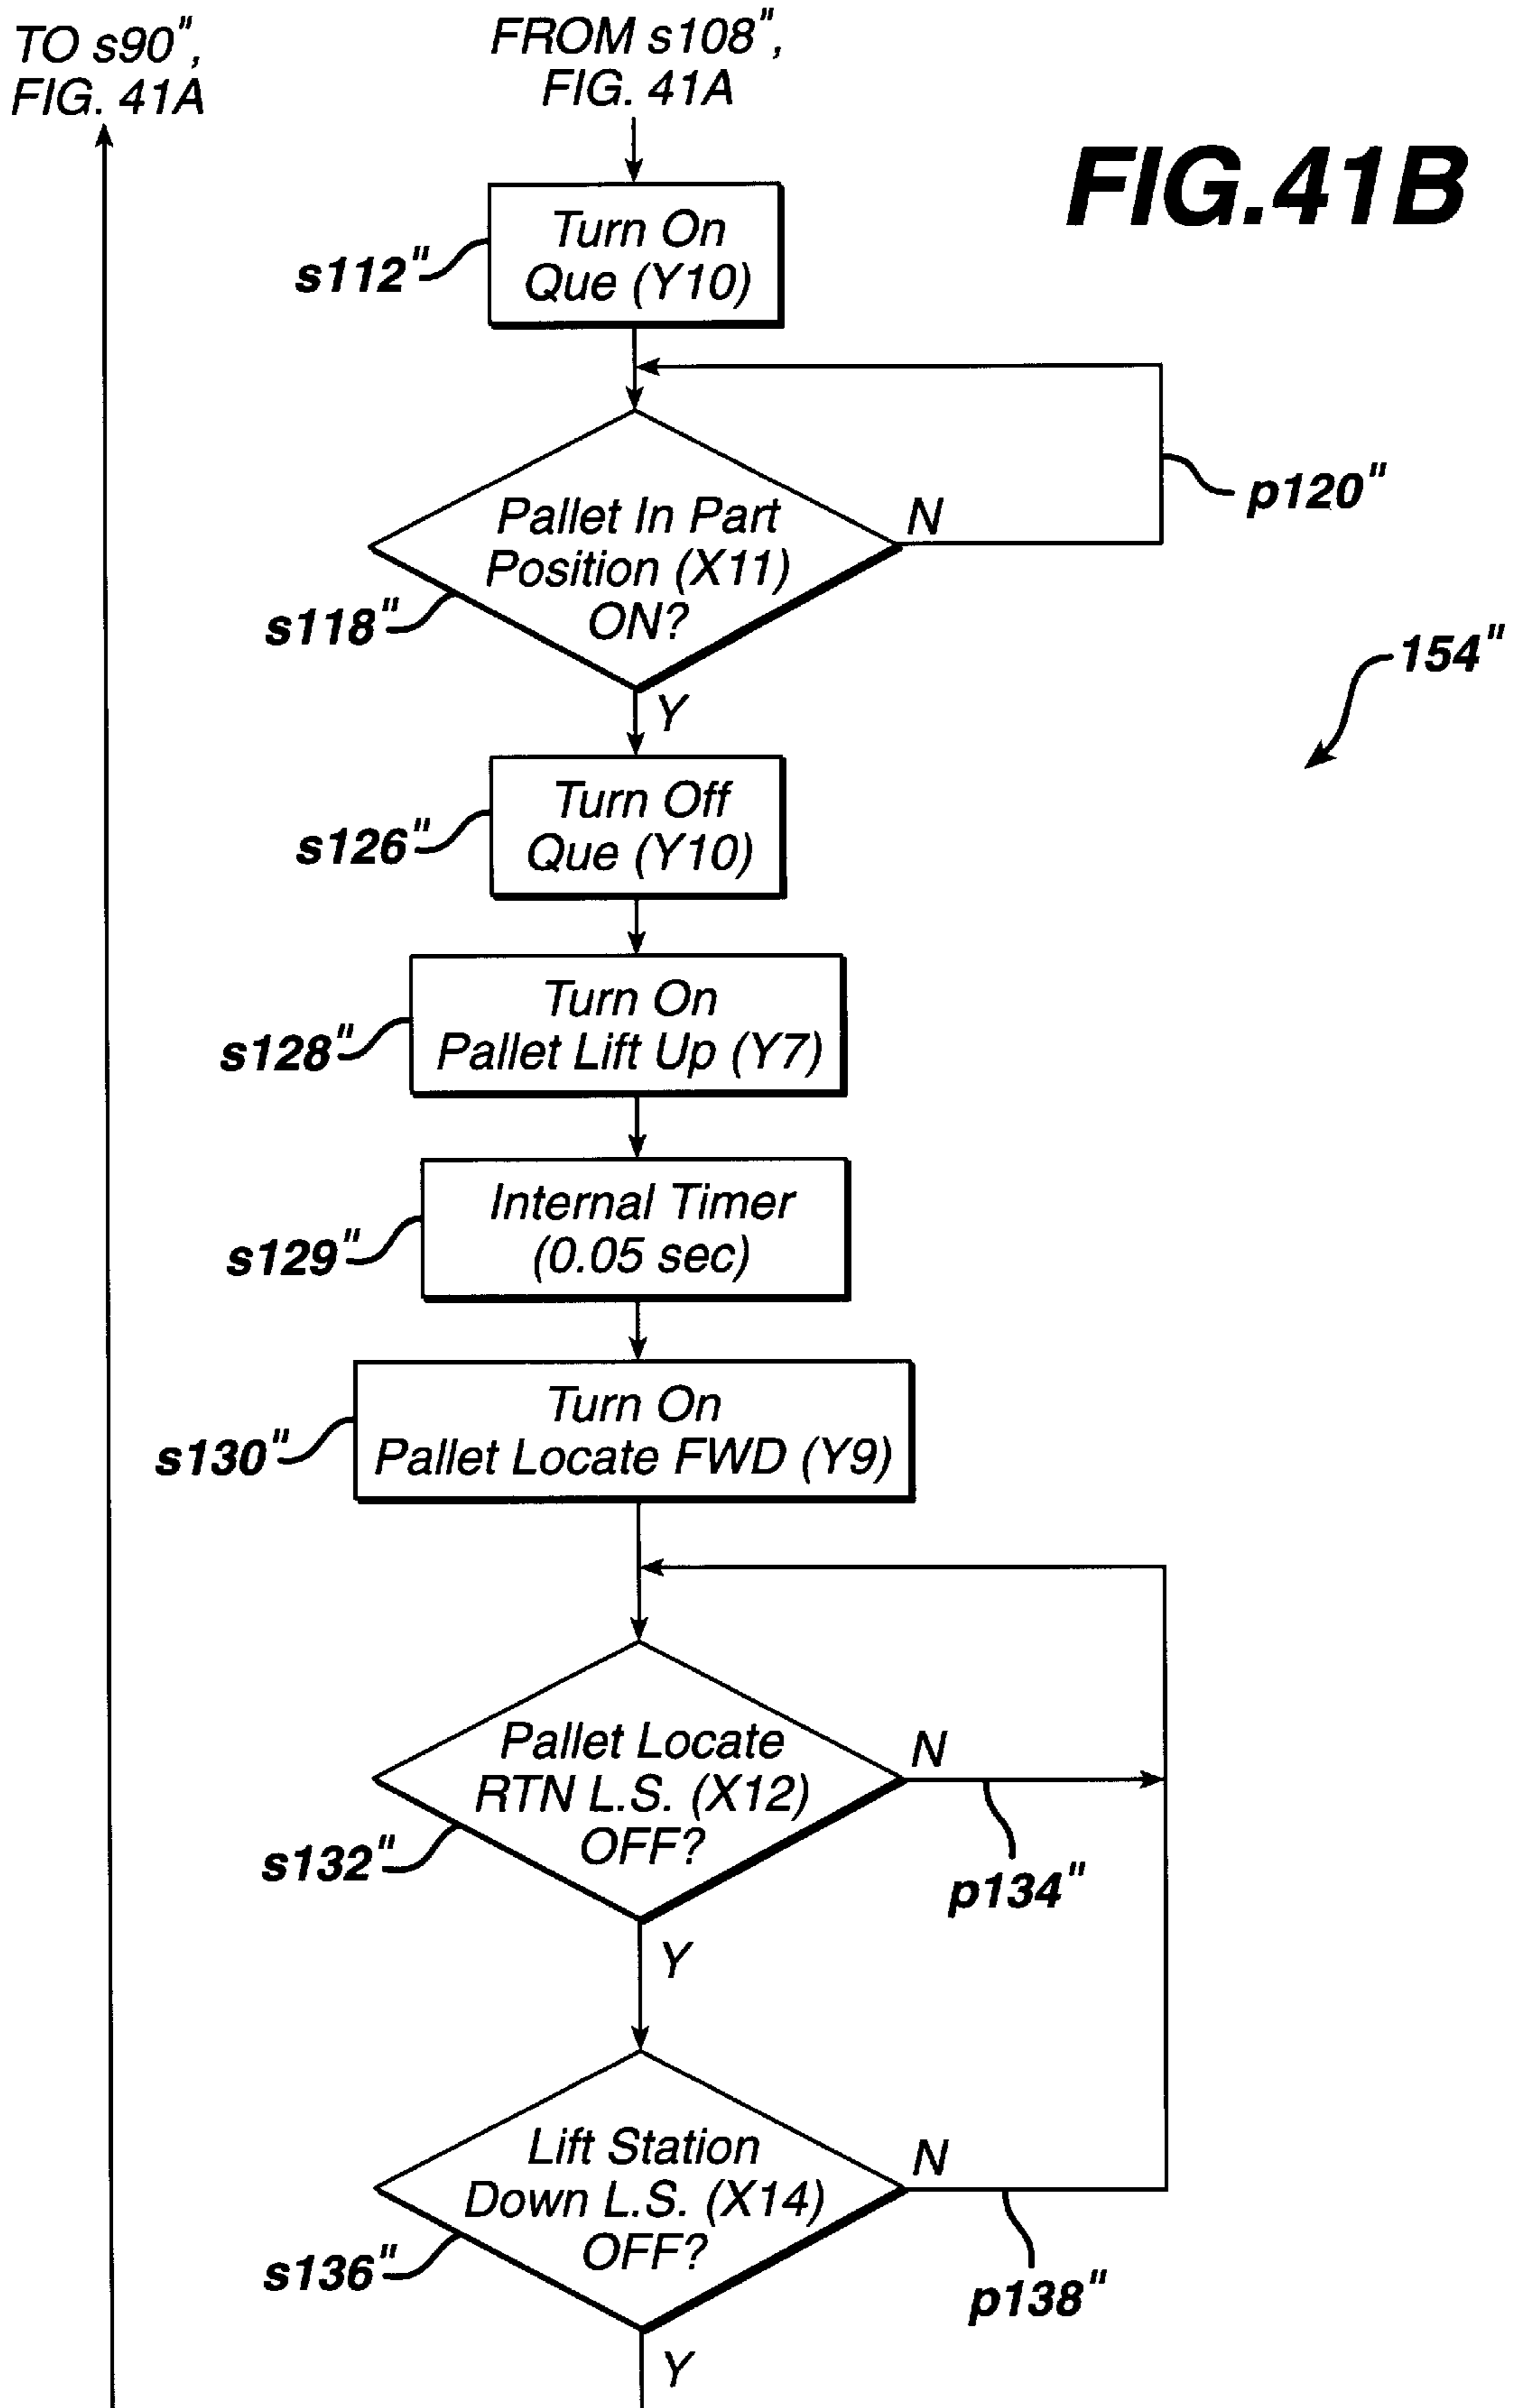 TO s90",
FIG. 41A
FROM s108",
FIG. 41A
FIG.41B
Turn On
Que (Y10)
s112"
Pallet In Part
Position (X11)
ON?
N
p120"
s118"
154"
Y
Turn Off
Que (Y10)
s126"
Turn On
Pallet Lift Up (Y7)
s128"
Internal Timer
(0.05 sec)
s129"
Turn On
Pallet Locate FWD (Y9)
s130"
Pallet Locate
RTN L.S. (X12)
OFF?
N
s132"
p134"
Y
Lift Station
Down L.S. (X14)
OFF?
N
s136"
p138"
Y